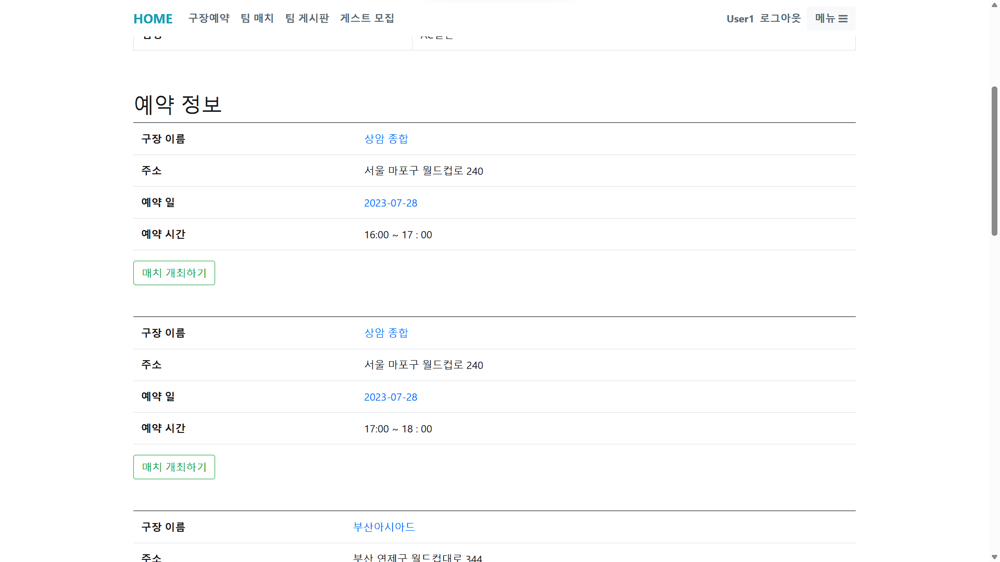 HOME 구장예약 팀 매치 팀 게시판 게스트 모집 User1 로그아웃 메뉴
예약 정보
구장 이름 상암 종합
주소 서울 마포구 월드컵로 240
예약 일 2023-07-28
예약 시간 16:00 ~ 17 : 00
매치 개최하기
구장 이름 상암 종합
주소 서울 마포구 월드컵로 240
예약 일 2023-07-28
예약 시간 17:00 ~ 18 : 00
매치 개최하기
구장 이름 부산아시아드
주소 부산 연제구 월드컵대로 344